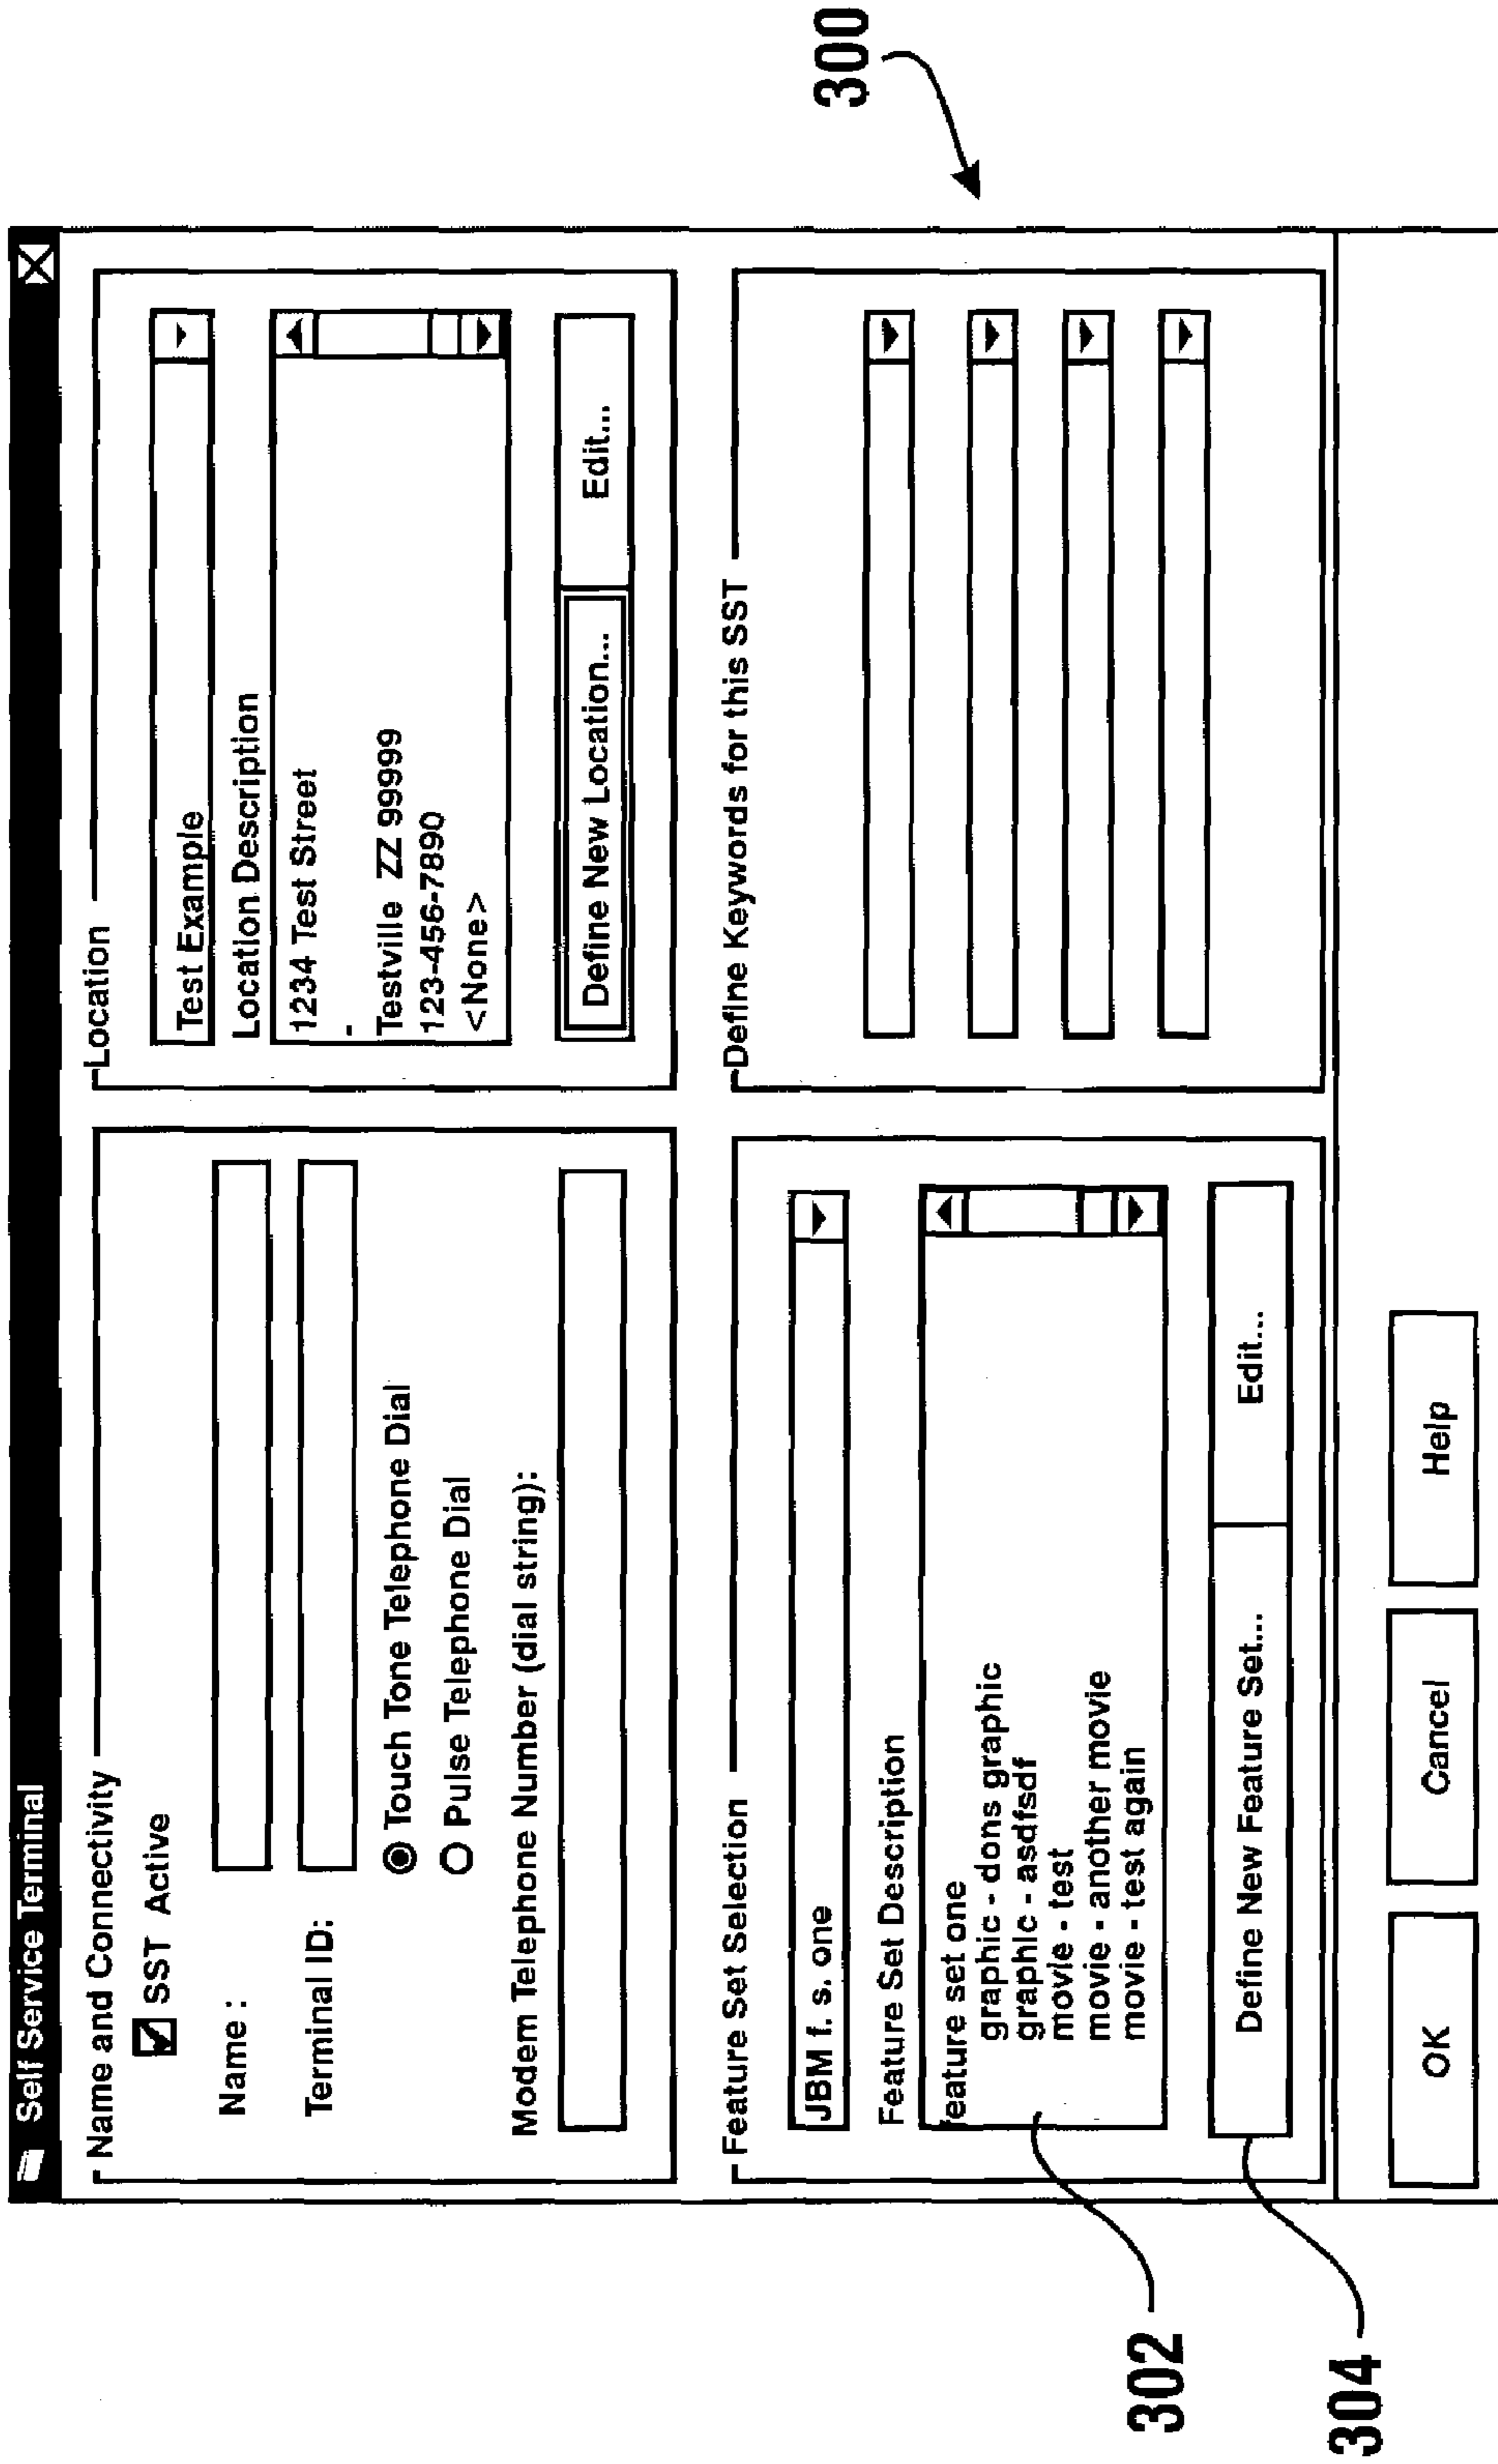 Self Service Terminal
Name and Connectivity
SST Active
Name :
Terminal ID:
Touch Tone Telephone Dial
Pulse Telephone Dial
Modem Telephone Number (dial string):
Location
Test Example
Location Description
1234 Test Street
-
Testville ZZ 99999
123-456-7890
<None>
Define New Location...
Edit...
Feature Set Selection
JBM f. s. one
Feature Set Description
feature set one
graphic - dons graphic
graphic - asdfsdf
movie - test
movie - another movie
movie - test again
Define New Feature Set...
Edit...
Define Keywords for this SST
OK
Cancel
Help
300
302
304